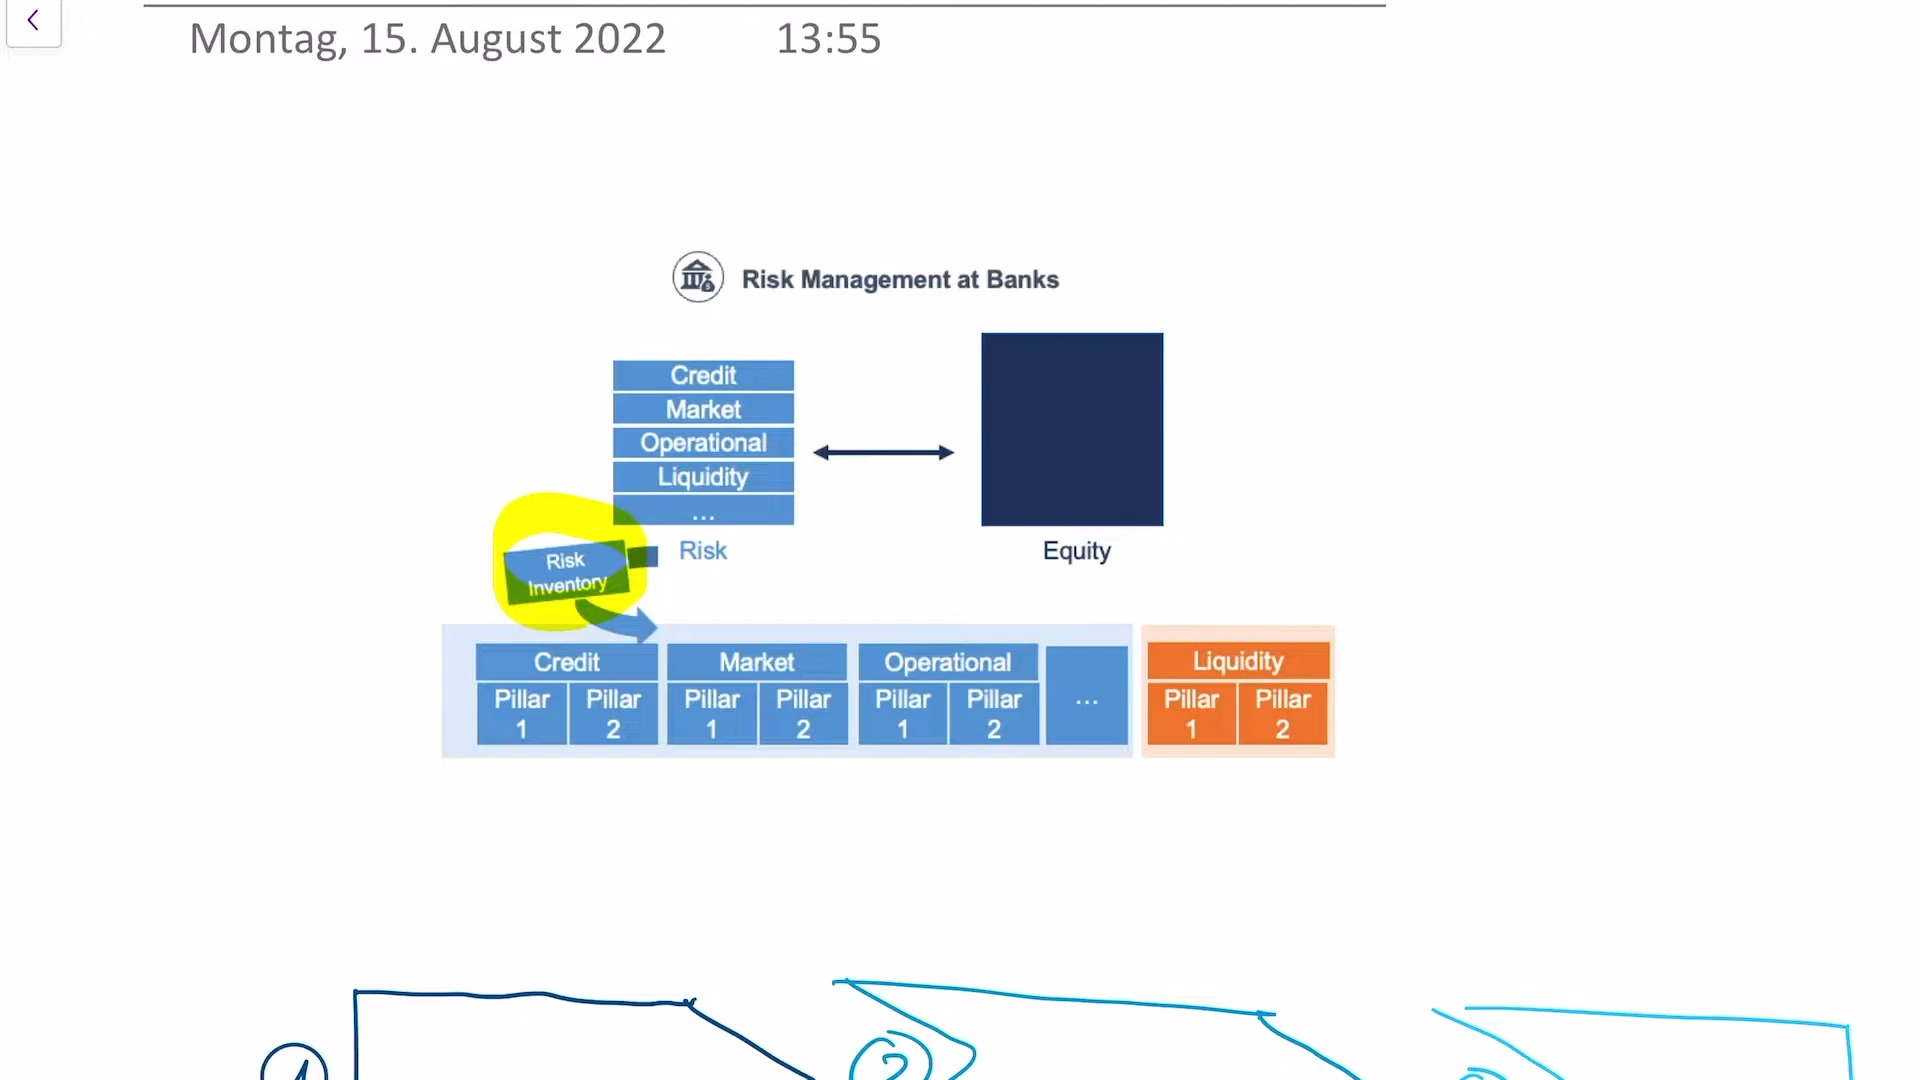 Montag, 15. August 2022 13:55
Risk Management at Banks
Credit
Market
Operational
Liquidity
...
Risk
Equity
Risk
Inventory
Credit
Pillar 1
Pillar 2
Market
Pillar 1
Pillar 2
Operational
Pillar 1
Pillar 2
...
Liquidity
Pillar 1
Pillar 2
1
2